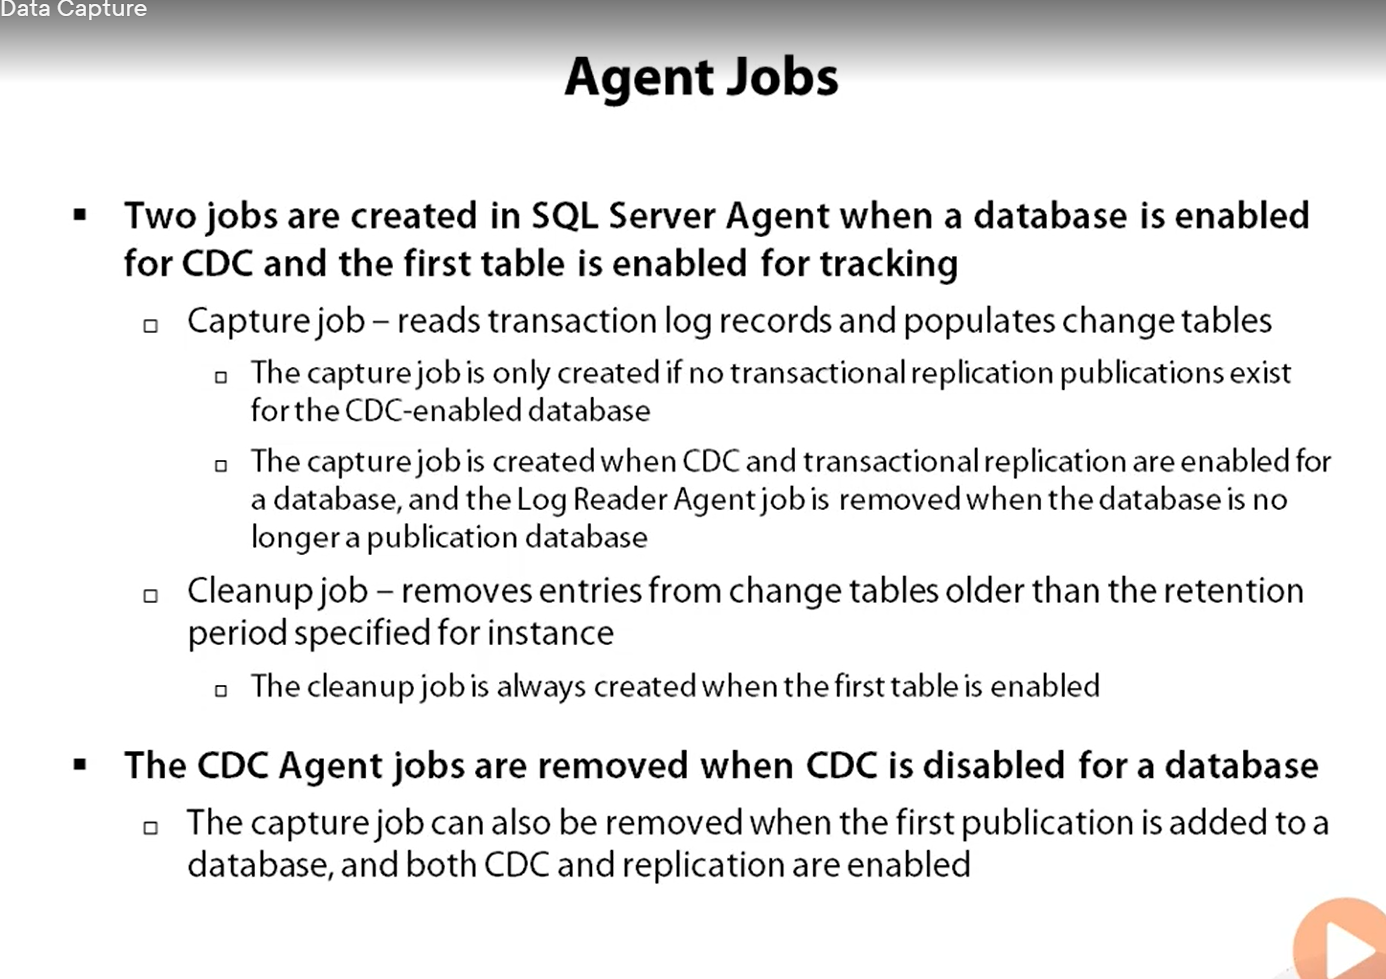 Data Capture
Agent Jobs
Two jobs are created in SQL Server Agent when a database is enabled
for CDC and the first table is enabled for tracking
Capture job – reads transaction log records and populates change tables
The capture job is only created if no transactional replication publications exist
for the CDC-enabled database
The capture job is created when CDC and transactional replication are enabled for
a database, and the Log Reader Agent job is removed when the database is no
longer a publication database
Cleanup job – removes entries from change tables older than the retention
period specified for instance
The cleanup job is always created when the first table is enabled
The CDC Agent jobs are removed when CDC is disabled for a database
The capture job can also be removed when the first publication is added to a
database, and both CDC and replication are enabled